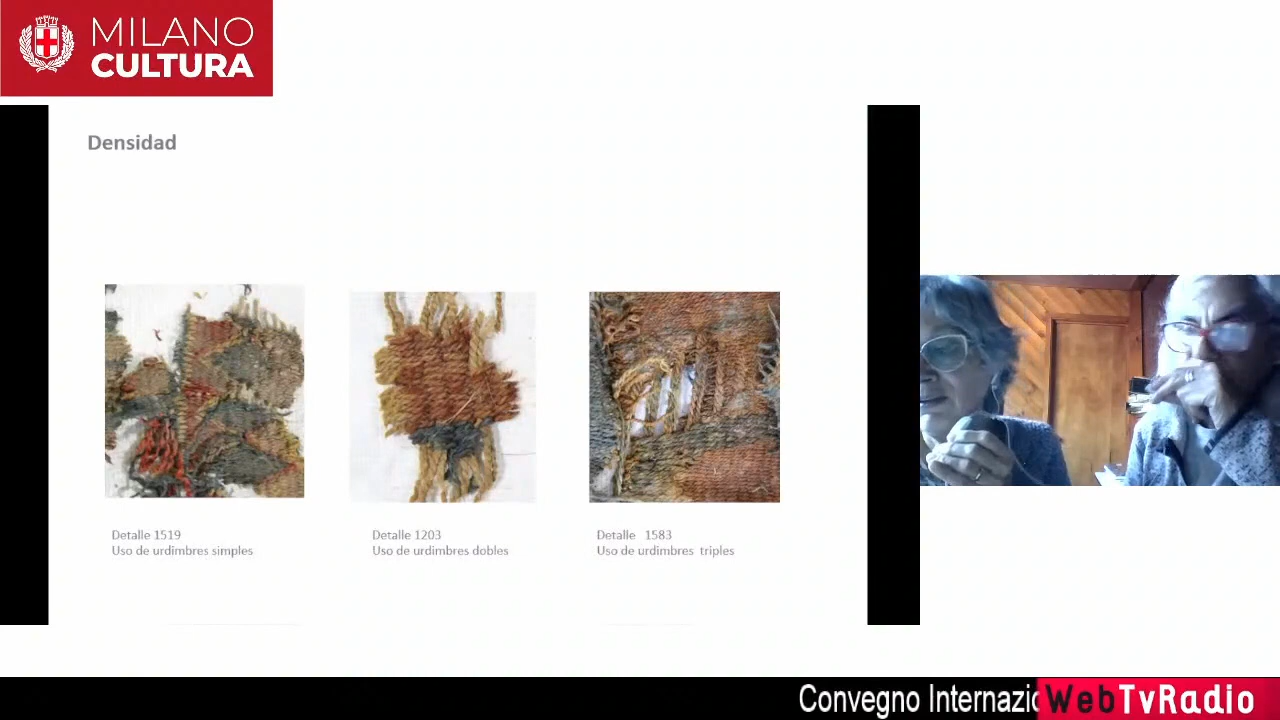 MILANO
CULTURA
Densidad
Detalle 1519
Uso de urdimbres simples
Detalle 1203
Uso de urdimbres dobles
Detalle 1583
Uso de urdimbres triples
Convegno Internazio
WebTvRadio